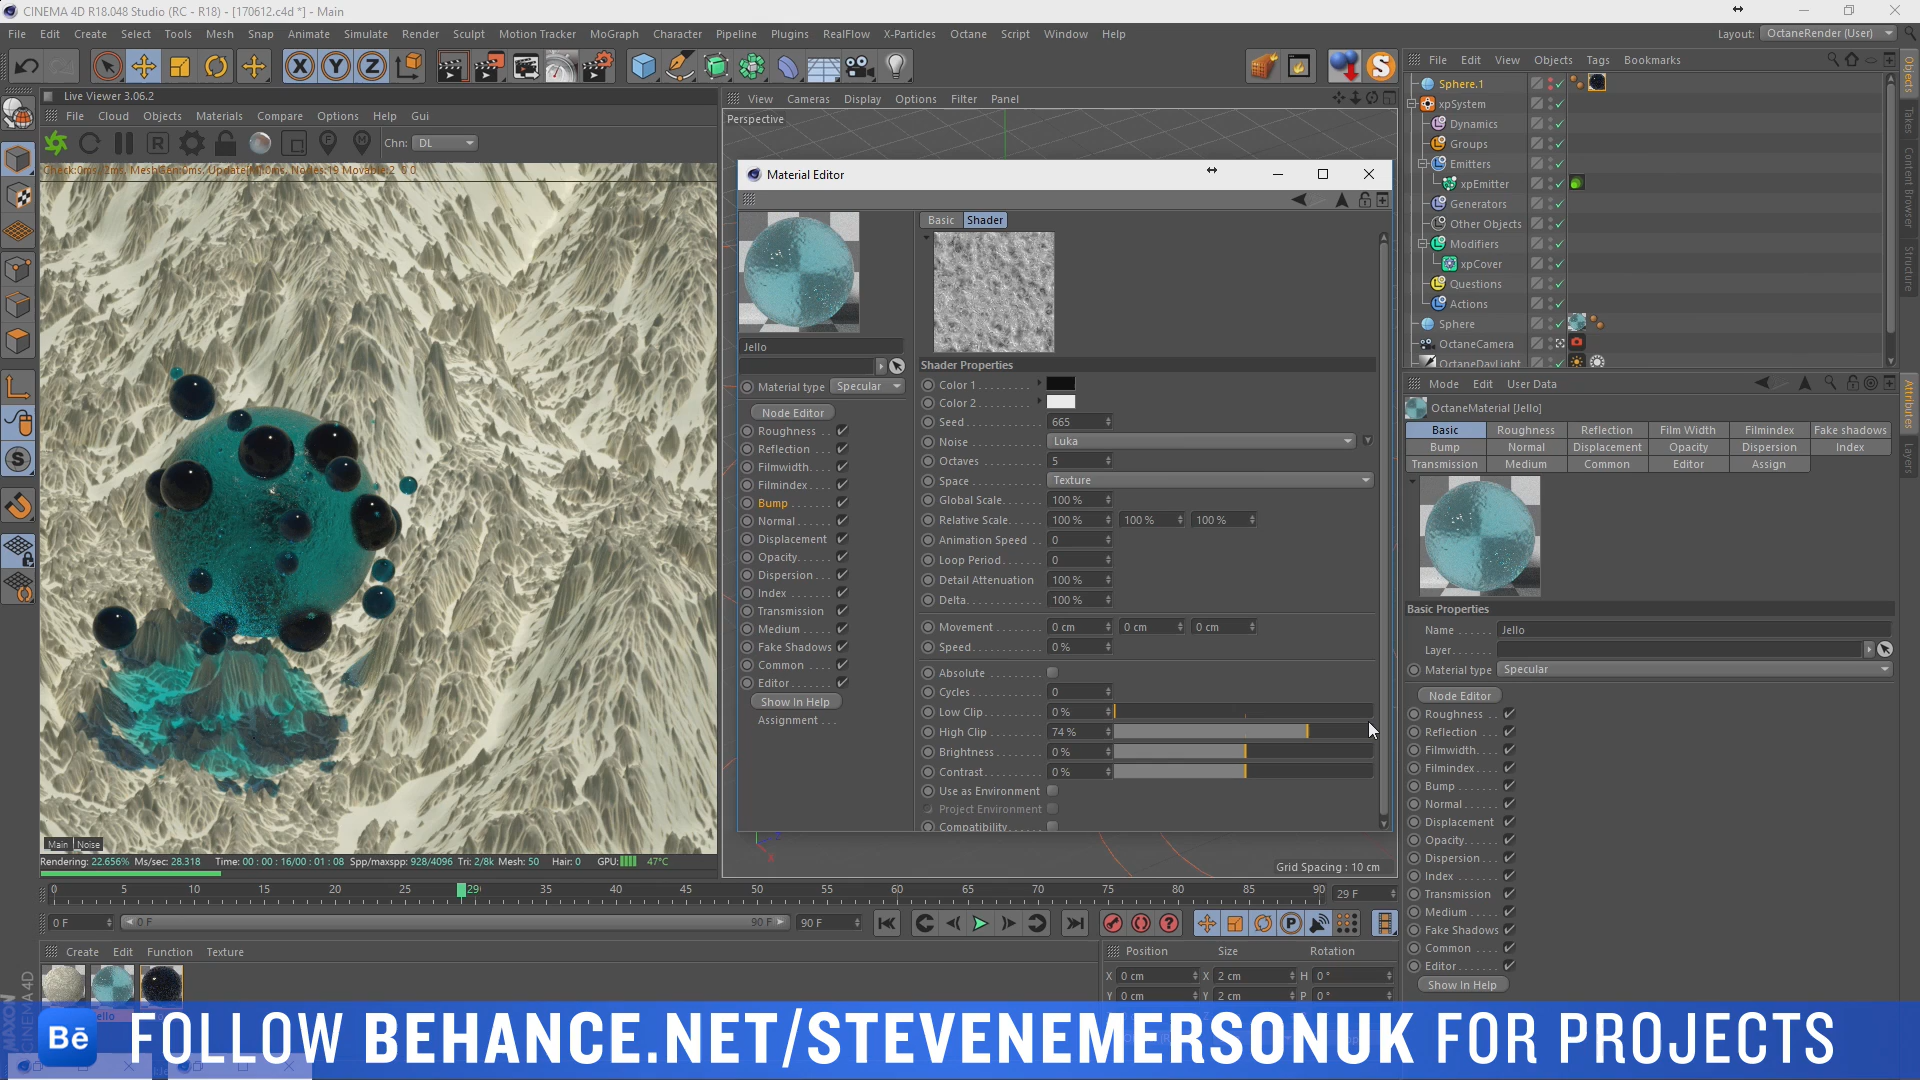 CINEMA 4D R18.048 Studio (RC - R18) - [170612.c4d *] - Main
File Edit Create Select Tools Mesh Snap Animate Simulate Render Sculpt Motion Tracker MoGraph Character Pipeline Plugins RealFlow X-Particles Octane Script Window Help
Layout: OctaneRender (User)
Live Viewer 3.06.2
File Cloud Objects Materials Compare Options Help Gui
Chn: DL
View Cameras Display Options Filter Panel
Perspective
Material Editor
Basic Shader
Jello
Material type Specular
Node Editor
Roughness
Reflection
Filmwidth
Filmindex
Bump
Normal
Displacement
Opacity
Dispersion
Index
Transmission
Medium
Fake Shadows
Common
Editor
Show In Help
Assignment
Shader Properties
Color 1
Color 2
Seed 665
Noise Luka
Octaves 5
Space Texture
Global Scale 100 %
Relative Scale 100 % 100 % 100 %
Animation Speed 0
Loop Period 0
Detail Attenuation 100 %
Delta 100 %
Movement 0 cm 0 cm 0 cm
Speed 0 %
Absolute
Cycles 0
Low Clip 0 %
High Clip 74 %
Brightness 0 %
Contrast 0 %
Use as Environment
Project Environment
Compatibility
Grid Spacing : 10 cm
Main Noise
Rendering: 22.656% Ms/sec: 28.318 Time: 00 : 00 : 16/00 : 01 : 08 Spp/maxspp: 928/4096 Tri: 2/8k Mesh: 50 Hair: 0 GPU: 47°C
0 5 10 15 20 25 29 35 40 45 50 55 60 65 70 75 80 85 90 29 F
0 F 0 F 90 F 90 F
Create Edit Function Texture
Position Size Rotation
X 0 cm X 2 cm H 0 °
Y 0 cm Y 2 cm P 0 °
File Edit View Objects Tags Bookmarks
Sphere.1
xpSystem
Dynamics
Groups
Emitters
xpEmitter
Generators
Other Objects
Modifiers
xpCover
Questions
Actions
Sphere
OctaneCamera
OctaneDayLight
Objects
Takes
Content Browser
Structure
Mode Edit User Data
OctaneMaterial [Jello]
Basic Roughness Reflection Film Width Filmindex Fake shadows
Bump Normal Displacement Opacity Dispersion Index
Transmission Medium Common Editor Assign
Basic Properties
Name Jello
Layer
Material type Specular
Node Editor
Roughness
Reflection
Filmwidth
Filmindex
Bump
Normal
Displacement
Opacity
Dispersion
Index
Transmission
Medium
Fake Shadows
Common
Editor
Show In Help
Attributes
Layers
MAXON
CINEMA 4D
Bē FOLLOW BEHANCE.NET/STEVENEMERSONUK FOR PROJECTS